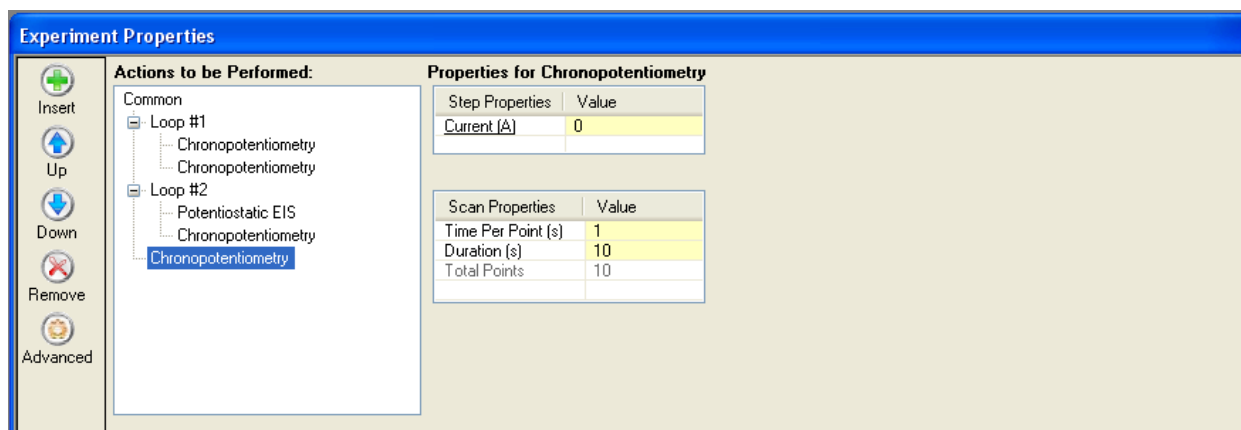 Experiment Properties
Insert
Up
Down
Remove
Advanced
Actions to be Performed:
Common
Loop #1
Chronopotentiometry
Chronopotentiometry
Loop #2
Potentiostatic EIS
Chronopotentiometry
Chronopotentiometry
Properties for Chronopotentiometry
Step Properties Value
Current (A) 0
Scan Properties Value
Time Per Point (s) 1
Duration (s) 10
Total Points 10